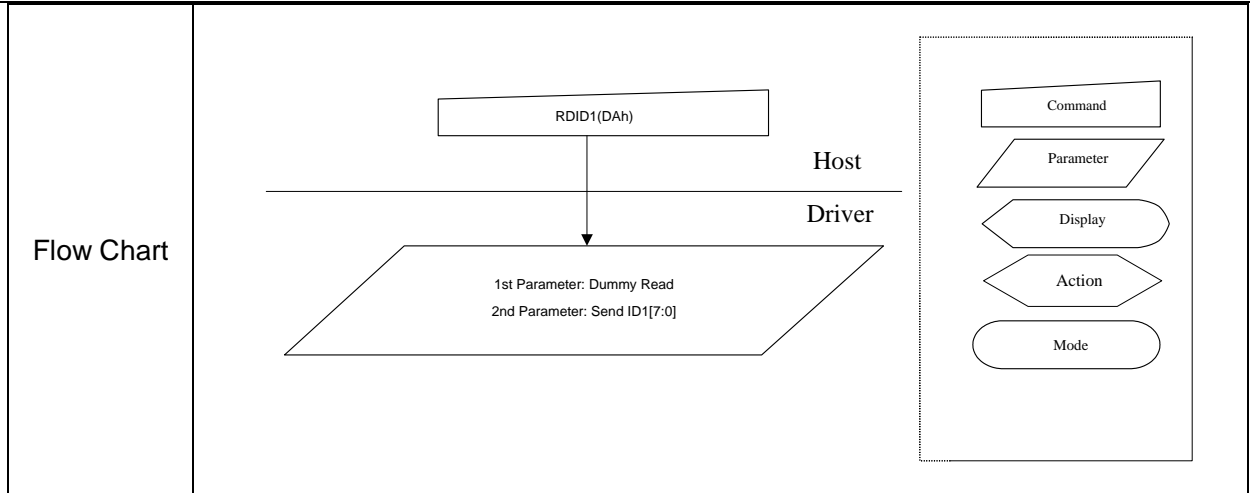 Flow Chart
RDID1(DAh)
Host
Driver
1st Parameter: Dummy Read
2nd Parameter: Send ID1[7:0]
Command
Parameter
Display
Action
Mode